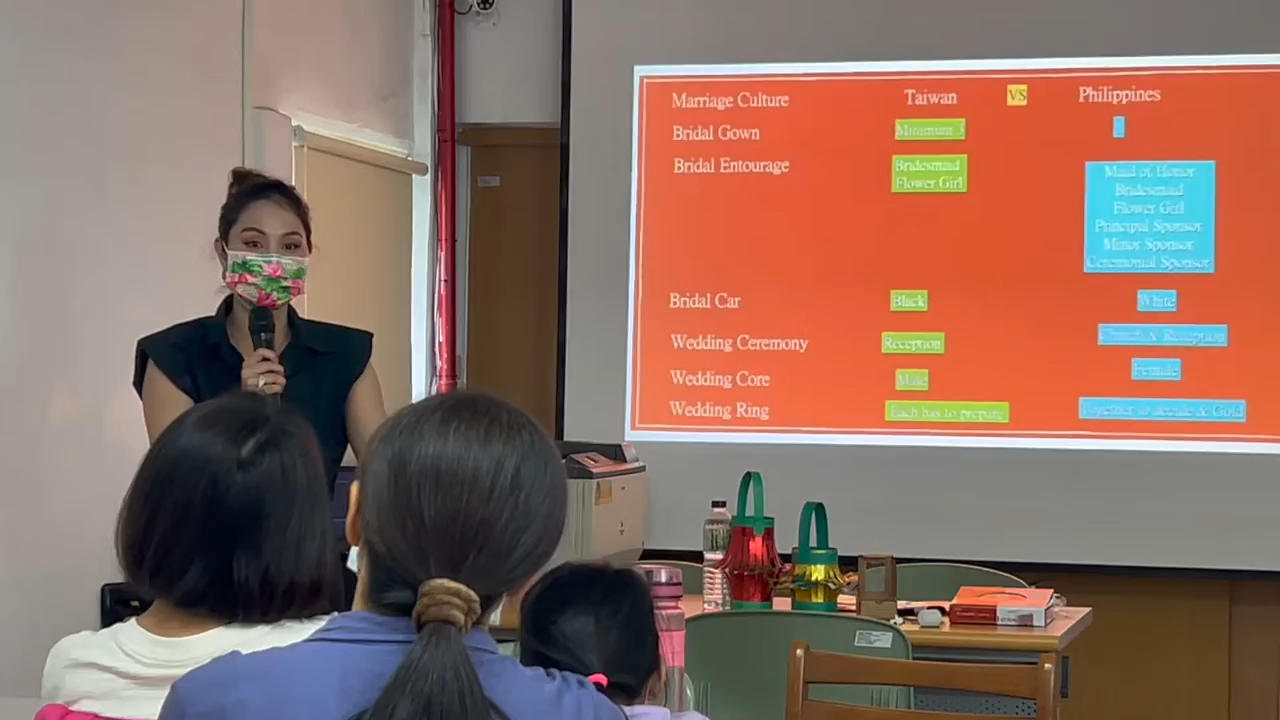 Marriage Culture Taiwan VS Philippines
Bridal Gown Minimum 3
Bridal Entourage Bridesmaid Maid of Honor
Flower Girl Bridesmaid
Flower Girl
Principal Sponsor
Minor Sponsor
Ceremonial Sponsor
Bridal Car Black White
Wedding Ceremony Reception Church & Reception
Wedding Core Male Female
Wedding Ring Each has to prepare Together to decide & Gold